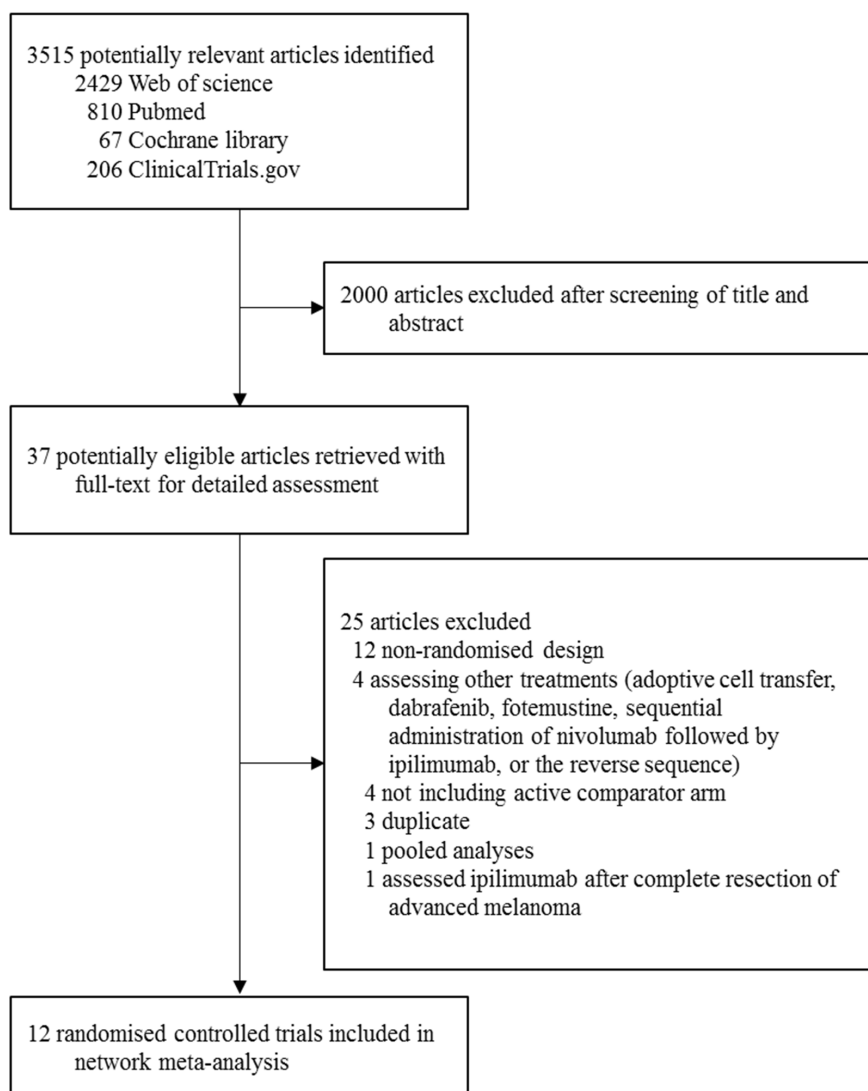 3515 potentially relevant articles identified
2429 Web of science
810 Pubmed
67 Cochrane library
206 ClinicalTrials.gov
2000 articles excluded after screening of title and
abstract
37 potentially eligible articles retrieved with
full-text for detailed assessment
25 articles excluded
12 non-randomised design
4 assessing other treatments (adoptive cell transfer,
dabrafenib, fotemustine, sequential
administration of nivolumab followed by
ipilimumab, or the reverse sequence)
4 not including active comparator arm
3 duplicate
1 pooled analyses
1 assessed ipilimumab after complete resection of
advanced melanoma
12 randomised controlled trials included in
network meta-analysis